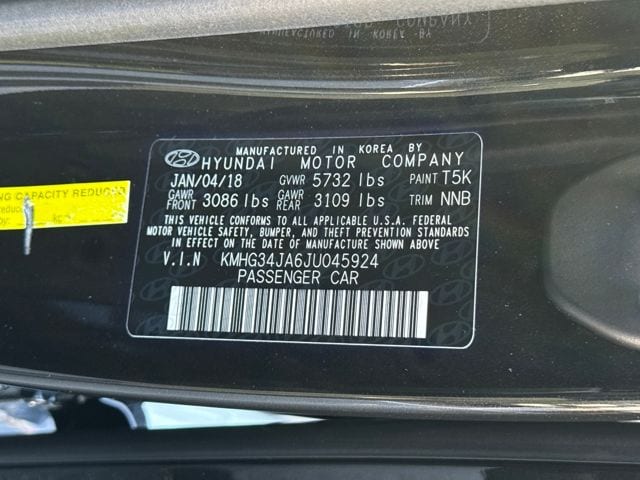 MANUFACTURED IN KOREA BY
HYUNDAI MOTOR COMPANY
JAN/04/18 GVWR 5732 lbs PAINT T5K
GAWR FRONT 3086 lbs GAWR REAR 3109 lbs TRIM NNB
THIS VEHICLE CONFORMS TO ALL APPLICABLE U.S.A. FEDERAL
MOTOR VEHICLE SAFETY, BUMPER, AND THEFT PREVENTION STANDARDS
IN EFFECT ON THE DATE OF MANUFACTURE SHOWN ABOVE
V.I.N KMHG34JA6JU045924
PASSENGER CAR
CAPACITY REDUCED